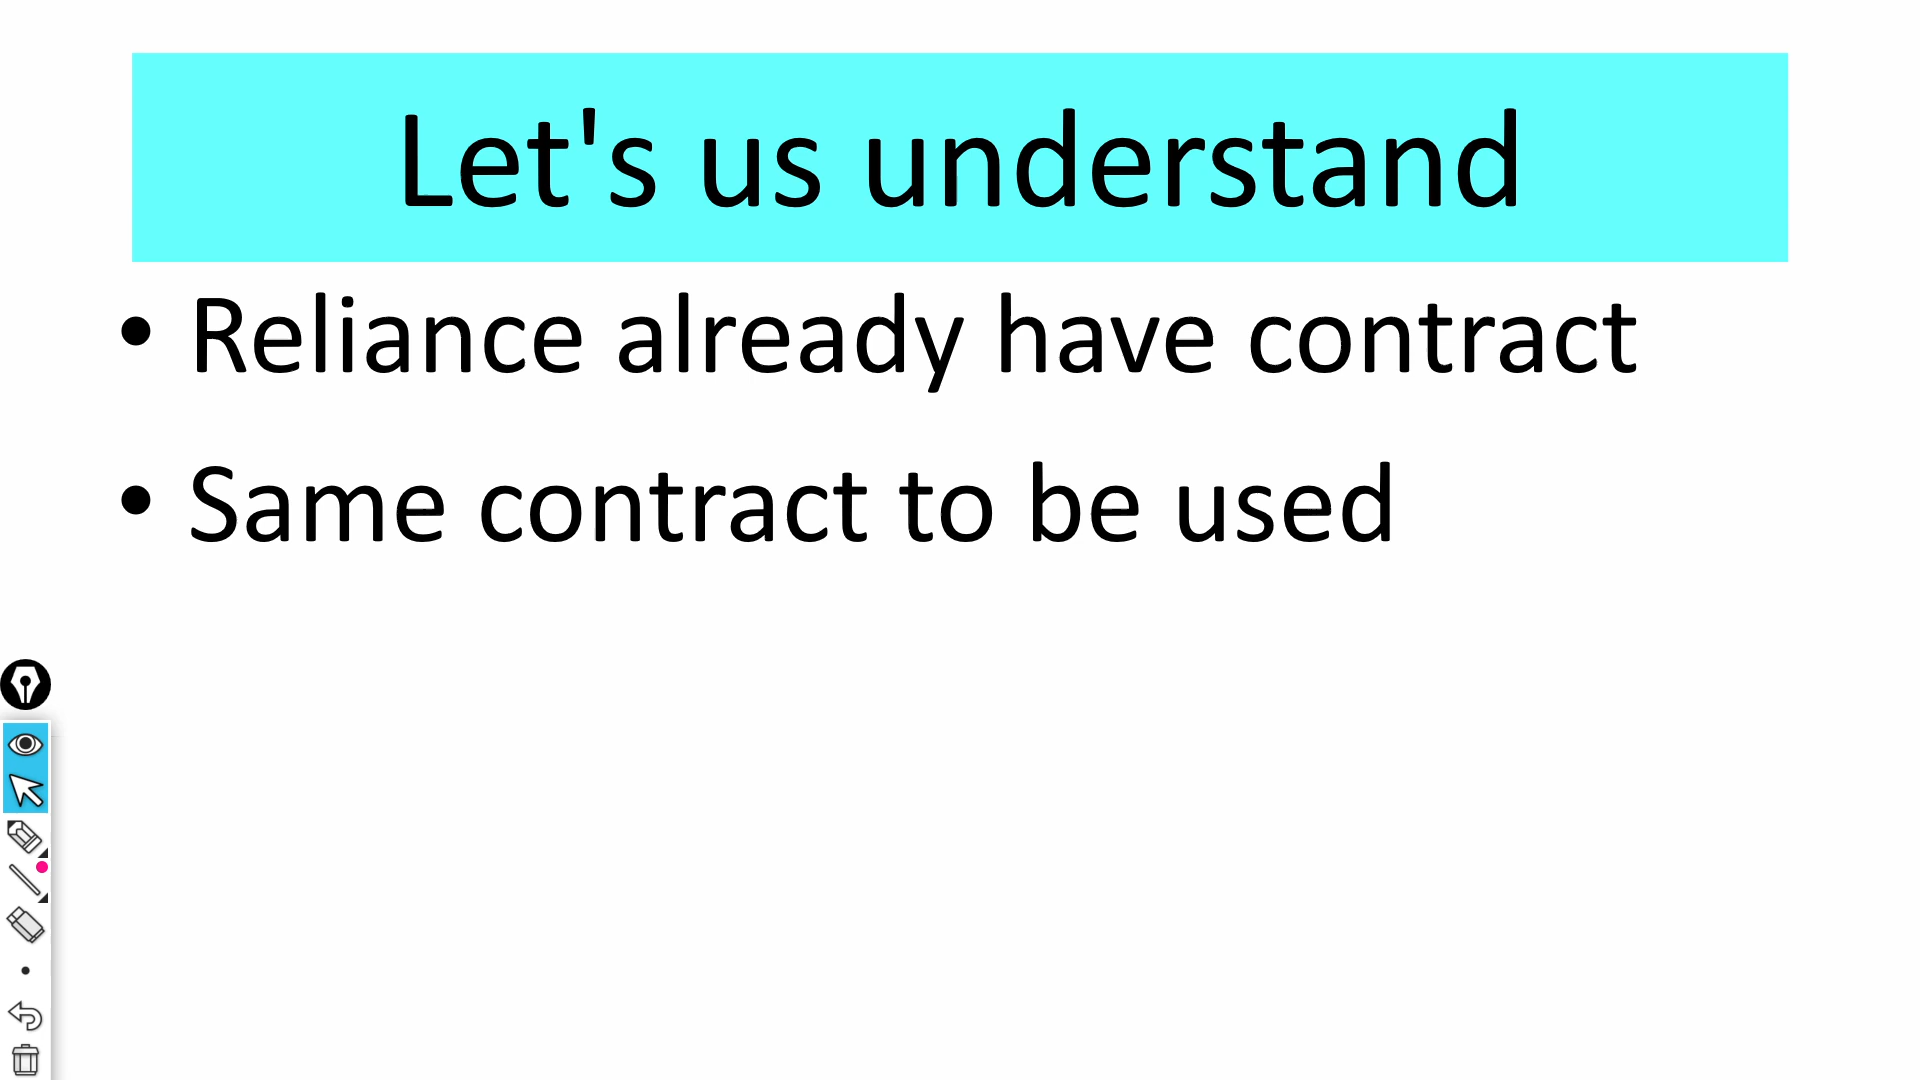 Let's us understand
• Reliance already have contract
• Same contract to be used